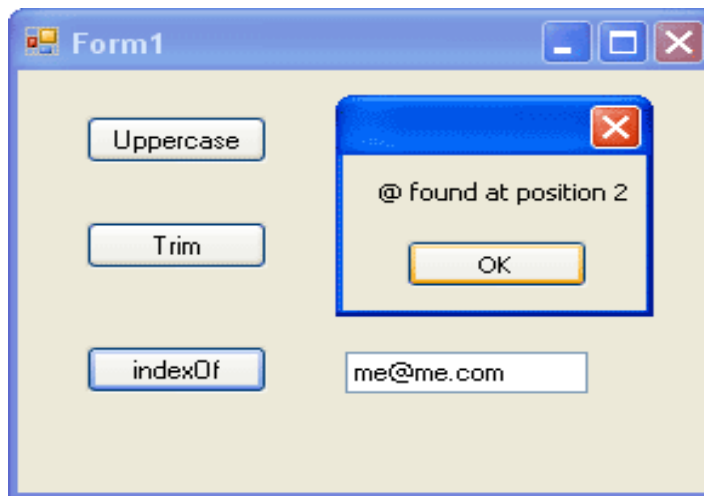 Form1
Uppercase
@ found at position 2
Trim
OK
indexOf
me@me.com